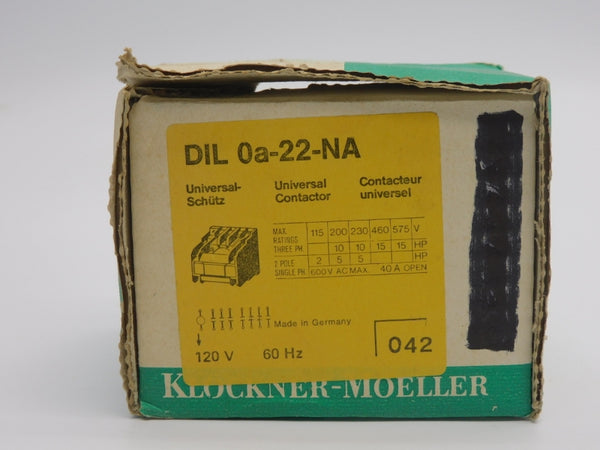 DIL 0a-22-NA
Universal- Schütz
Universal Contactor
Contacteur universel
MAX. RATINGS 115 200 230 460 575 V
THREE PH. 10 10 15 15 HP
2 POLE 2 5 5 HP
SINGLE PH. 600V AC MAX. 40 A OPEN
Made in Germany
120 V 60 Hz
042
KLÖCKNER-MOELLER